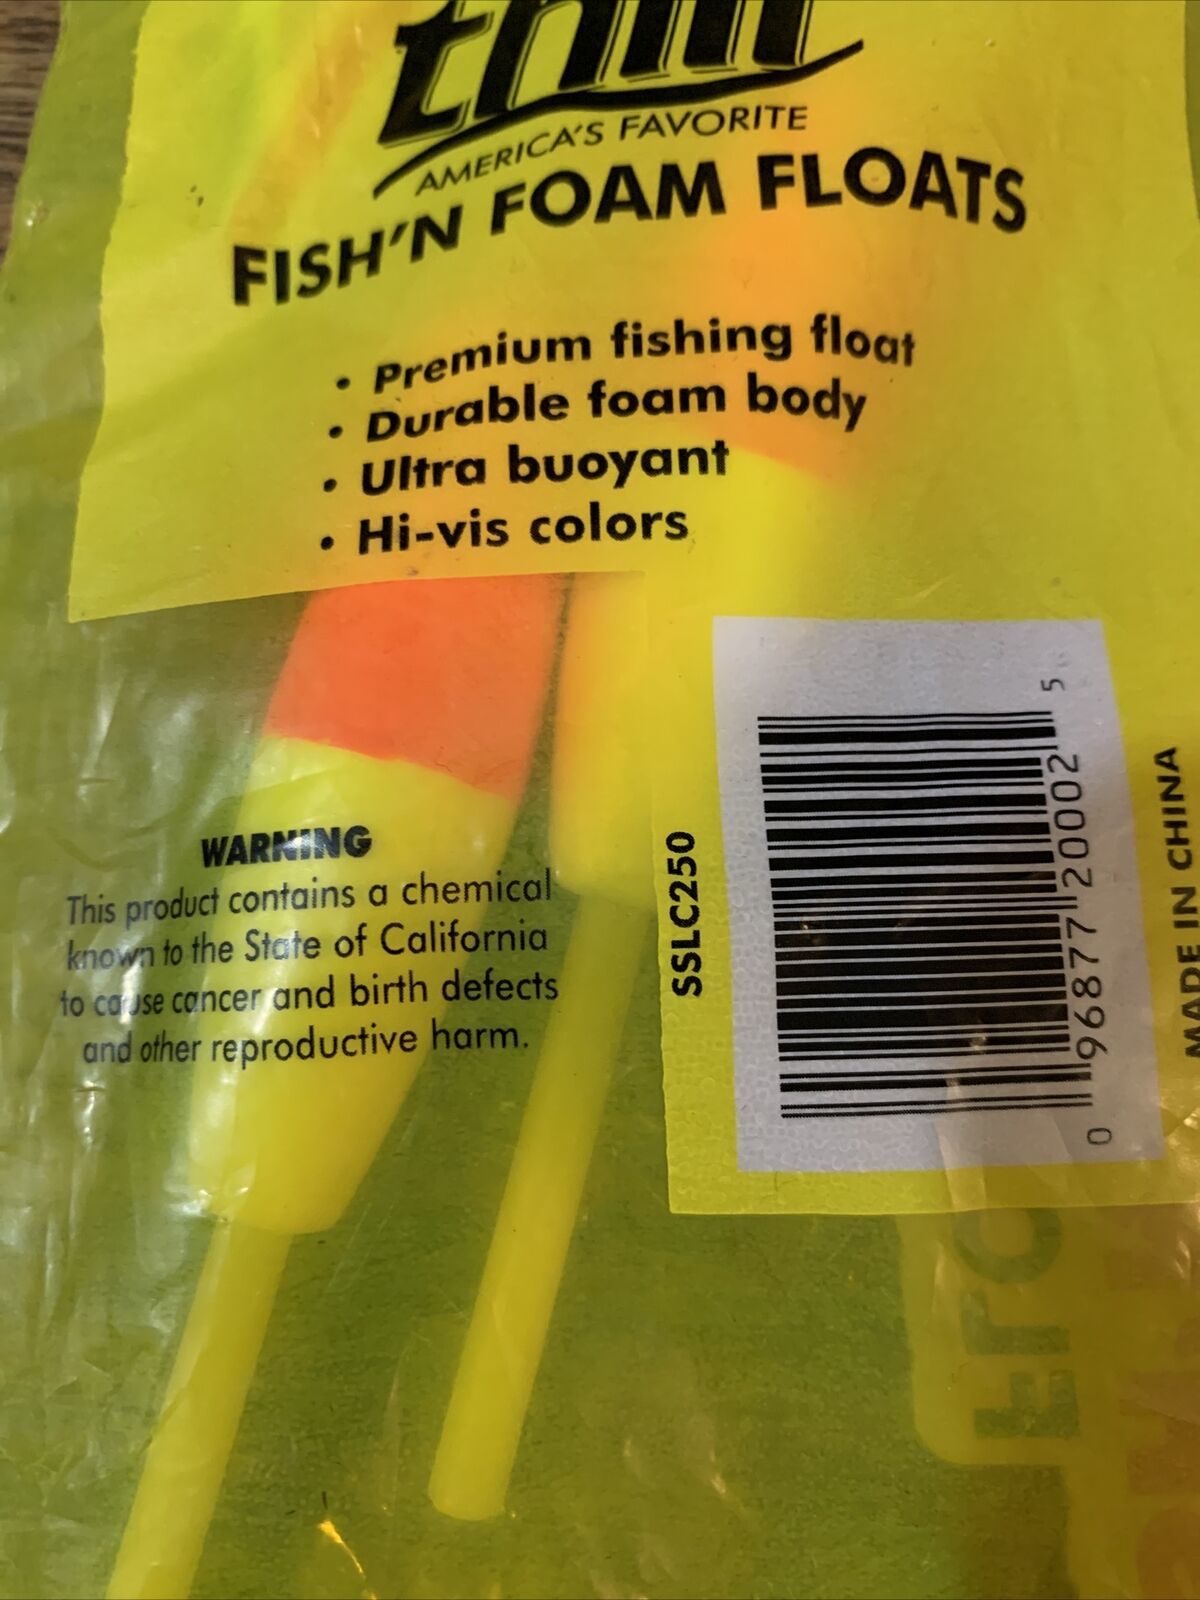 thill
AMERICA'S FAVORITE
FISH'N FOAM FLOATS
• Premium fishing float
• Durable foam body
• Ultra buoyant
• Hi-vis colors
WARNING
This product contains a chemical
known to the State of California
to cause cancer and birth defects
and other reproductive harm.
SSLC250
0 96877 20002 5
MADE IN CHINA